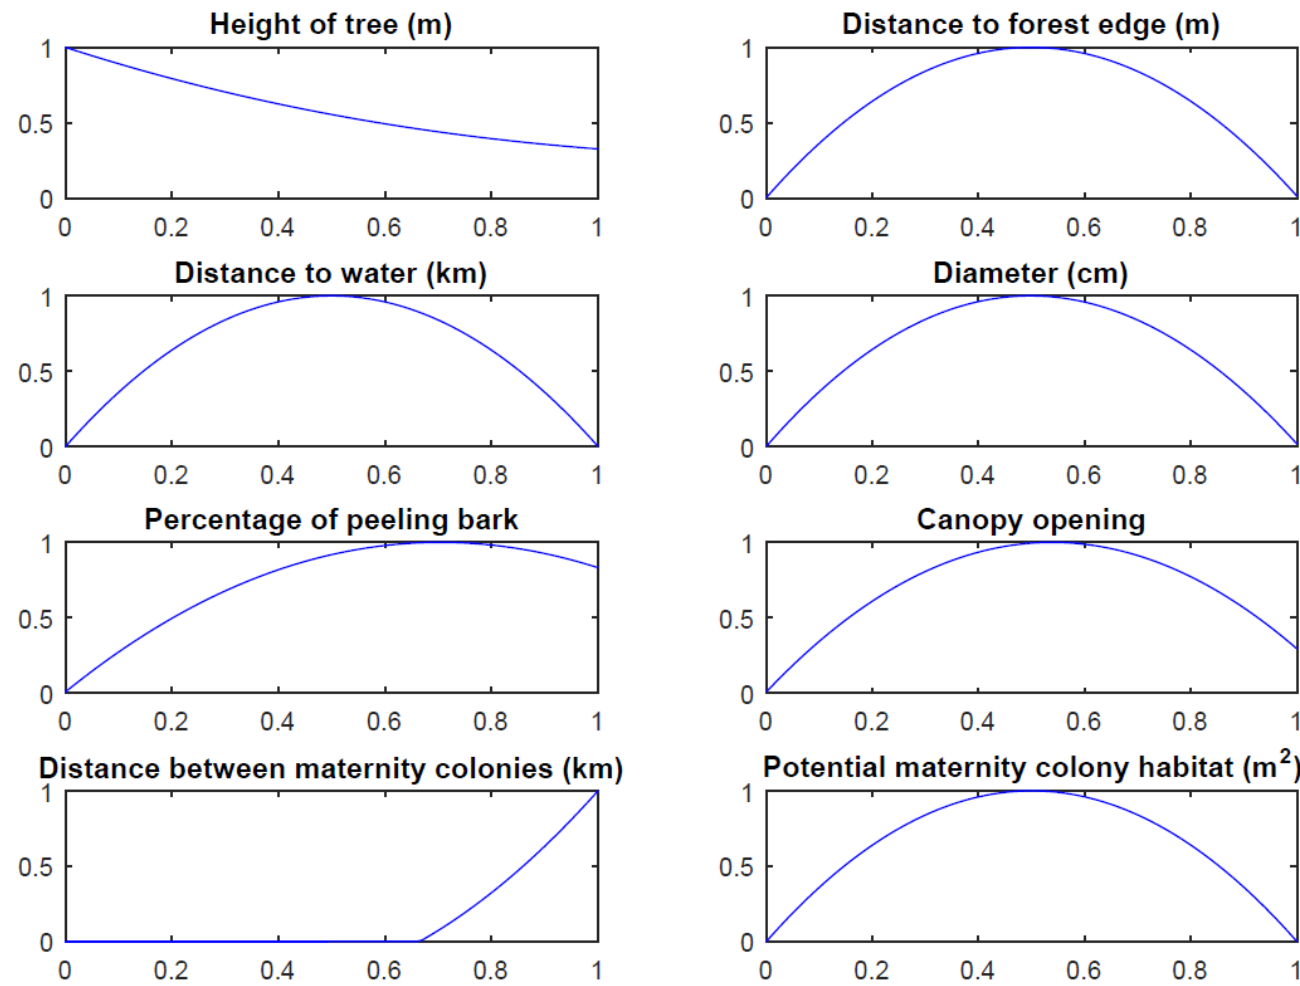 Height of tree (m)
1
0.5
0
0 0.2 0.4 0.6 0.8 1
Distance to forest edge (m)
1
0.5
0
0 0.2 0.4 0.6 0.8 1
Distance to water (km)
1
0.5
0
0 0.2 0.4 0.6 0.8 1
Diameter (cm)
1
0.5
0
0 0.2 0.4 0.6 0.8 1
Percentage of peeling bark
1
0.5
0
0 0.2 0.4 0.6 0.8 1
Canopy opening
1
0.5
0
0 0.2 0.4 0.6 0.8 1
Distance between maternity colonies (km)
1
0.5
0
0 0.2 0.4 0.6 0.8 1
Potential maternity colony habitat (m²)
1
0.5
0
0 0.2 0.4 0.6 0.8 1